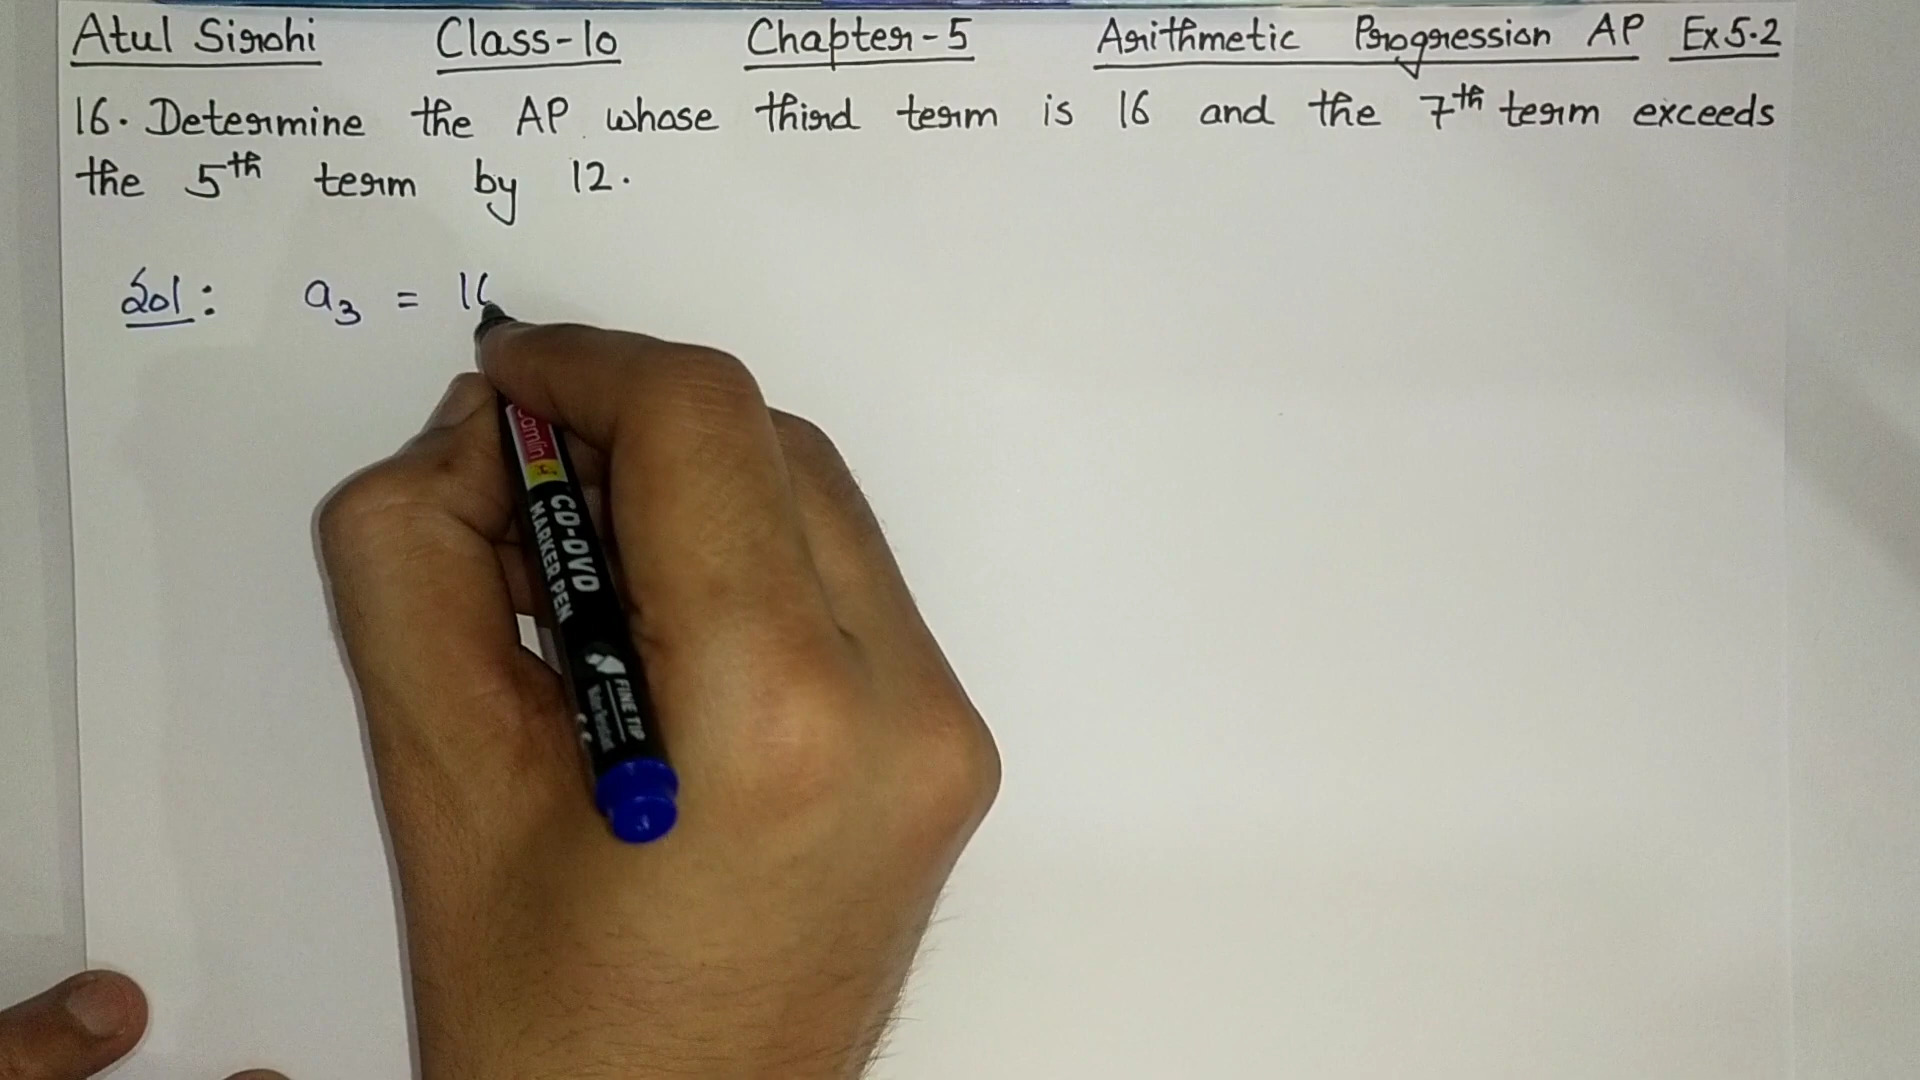 Atul Sirohi Class-10 Chapter-5 Arithmetic Progression AP Ex 5.2
16. Determine the AP whose third term is 16 and the 7th term exceeds
the 5th term by 12.
Sol: a3 = 16
camlin
CD-DVD
MARKER PEN
FINE TIP